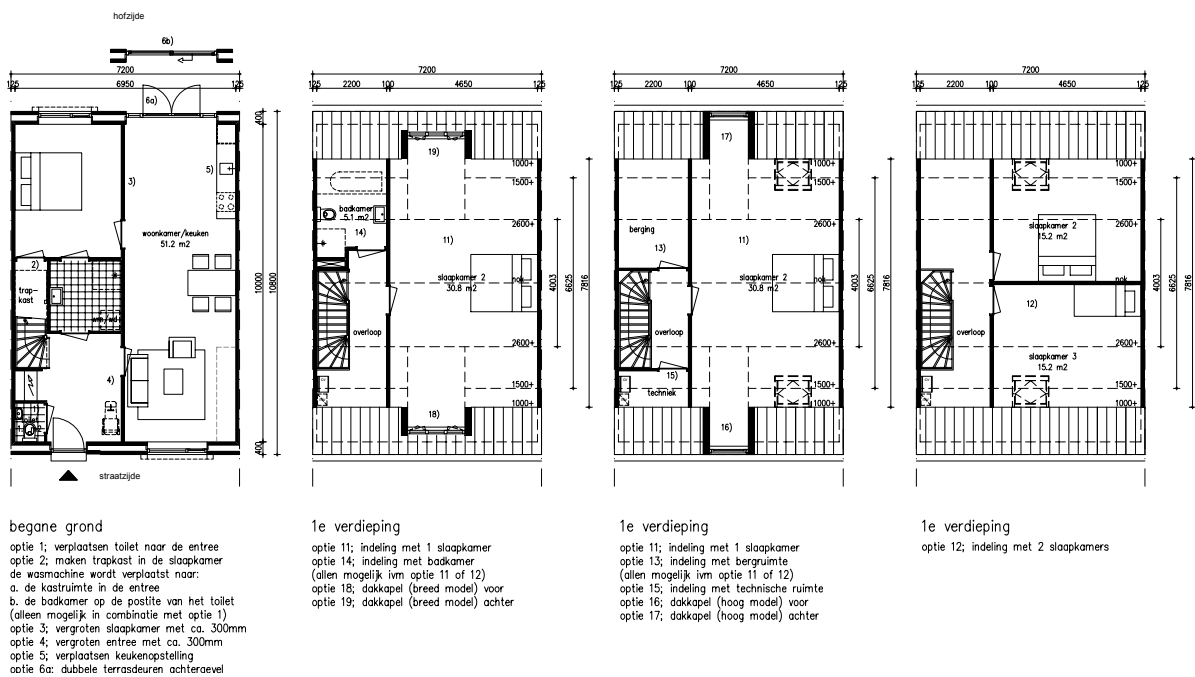 hofzijde
6b)
7200
125 6950 125
6a)
400
5)
3)
woonkamer/keuken
51.2 m2
2)
trap-
kast
wm/wd
4)
10000
10800
400
straatzijde
7200
125 2200 100 4650 125
19)
1000+
1500+
badkamer
5.1 m2
14)
2600+
11)
slaapkamer 2
30.8 m2
nok
overloop
2600+
1500+
18)
1000+
4003
6625
7816
7200
125 2200 100 4650 125
17)
1000+
1500+
2600+
berging
13)
11)
slaapkamer 2
30.8 m2
nok
overloop
2600+
15)
techniek
1500+
1000+
16)
4003
6625
7816
7200
125 2200 100 4650 125
1000+
1500+
2600+
slaapkamer 2
15.2 m2
nok
12)
overloop
2600+
slaapkamer 3
15.2 m2
1500+
1000+
4003
6625
7816
begane grond
optie 1; verplaatsen toilet naar de entree
optie 2; maken trapkast in de slaapkamer
de wasmachine wordt verplaatst naar:
a. de kastruimte in de entree
b. de badkamer op de postite van het toilet
(alleen mogelijk in combinatie met optie 1)
optie 3; vergroten slaapkamer met ca. 300mm
optie 4; vergroten entree met ca. 300mm
optie 5; verplaatsen keukenopstelling
optie 6a; dubbele terrasdeuren achtergevel
1e verdieping
optie 11; indeling met 1 slaapkamer
optie 14; indeling met badkamer
(allen mogelijk ivm optie 11 of 12)
optie 18; dakkapel (breed model) voor
optie 19; dakkapel (breed model) achter
1e verdieping
optie 11; indeling met 1 slaapkamer
optie 13; indeling met bergruimte
(allen mogelijk ivm optie 11 of 12)
optie 15; indeling met technische ruimte
optie 16; dakkapel (hoog model) voor
optie 17; dakkapel (hoog model) achter
1e verdieping
optie 12; indeling met 2 slaapkamers